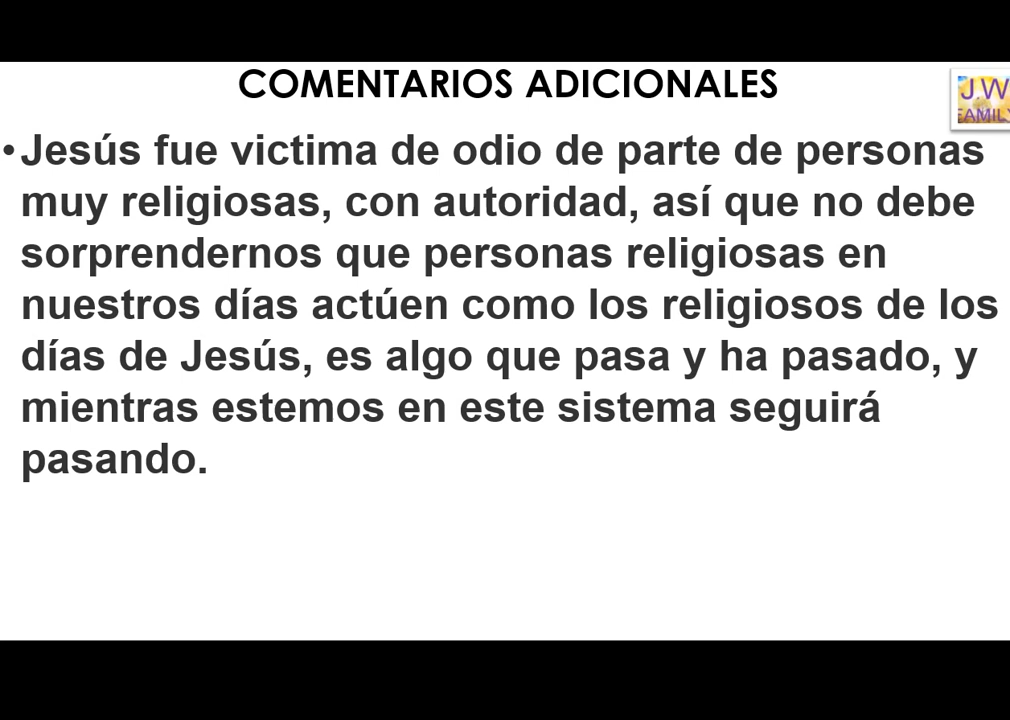 COMENTARIOS ADICIONALES
J.W
FAMILY
•Jesús fue victima de odio de parte de personas
muy religiosas, con autoridad, así que no debe
sorprendernos que personas religiosas en
nuestros días actúen como los religiosos de los
días de Jesús, es algo que pasa y ha pasado, y
mientras estemos en este sistema seguirá
pasando.